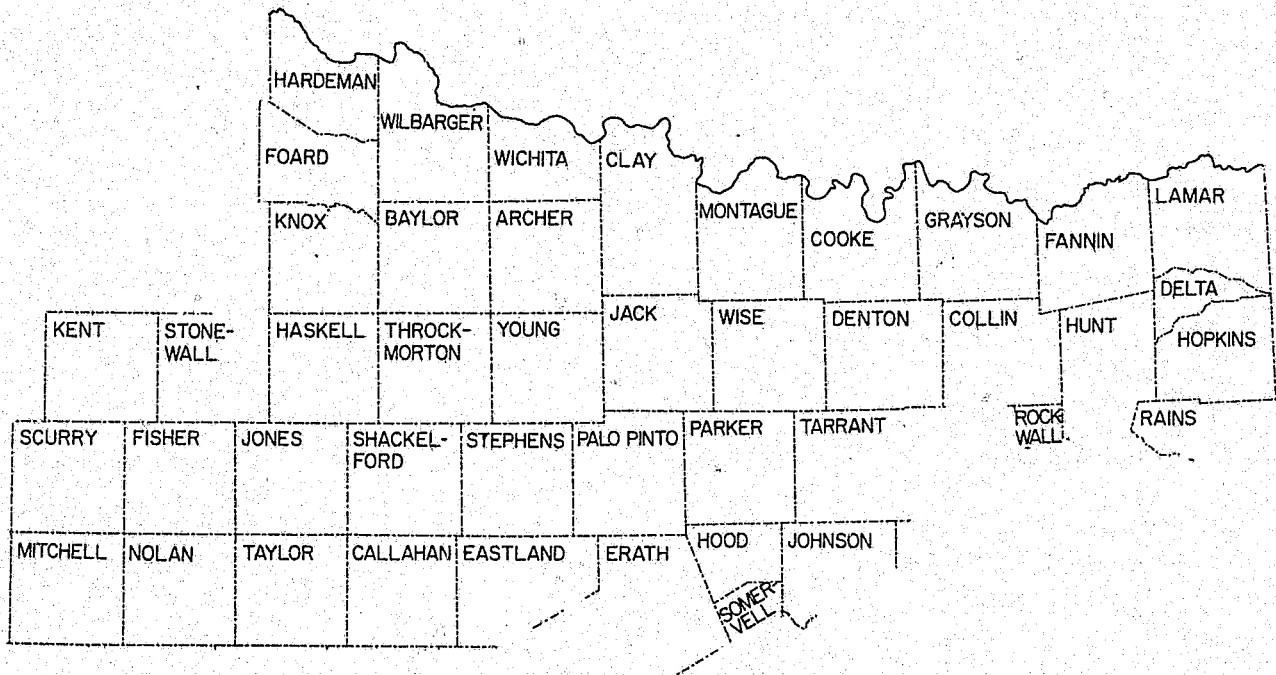 HARDEMAN
WILBARGER
FOARD
WICHITA
CLAY
LAMAR
KNOX
BAYLOR
ARCHER
MONTAGUE
COOKE
GRAYSON
FANNIN
DELTA
KENT
STONE-
WALL
HASKELL
THROCK-
MORTON
YOUNG
JACK
WISE
DENTON
COLLIN
HUNT
HOPKINS
SCURRY
FISHER
JONES
SHACKEL-
FORD
STEPHENS
PALO PINTO
PARKER
TARRANT
ROCK
WALL
RAINS
MITCHELL
NOLAN
TAYLOR
CALLAHAN
EASTLAND
ERATH
HOOD
JOHNSON
SOMER-
VELL